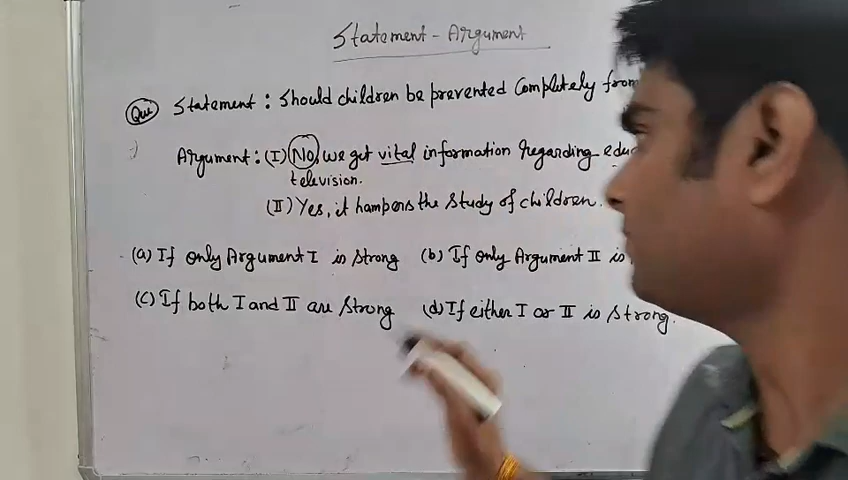 Statement - Argument
Que Statement : Should children be prevented Completely from
Argument : (I) No, we get vital information regarding
television.
(II) Yes, it hampers the Study of children.
(a) If only Argument I is strong (b) If only Argument II is
(c) If both I and II are strong (d) If either I or II is strong.